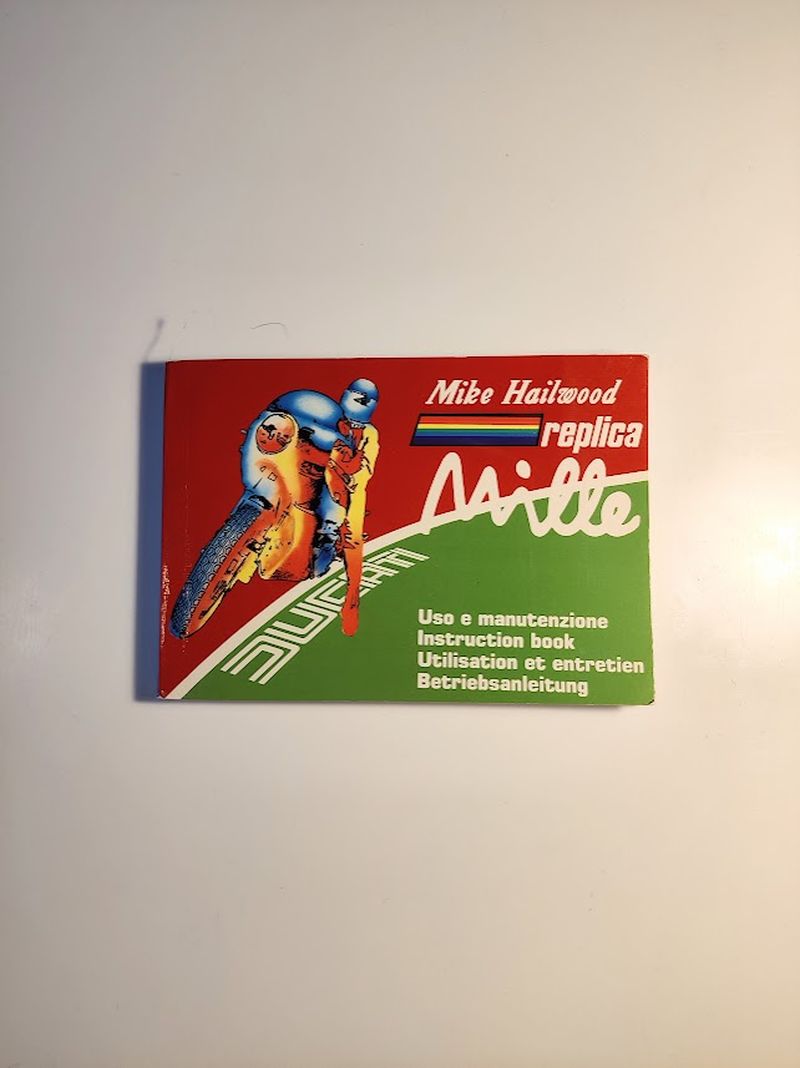 Mike Hailwood
replica
Mille
DUCATI
Uso e manutenzione
Instruction book
Utilisation et entretien
Betriebsanleitung